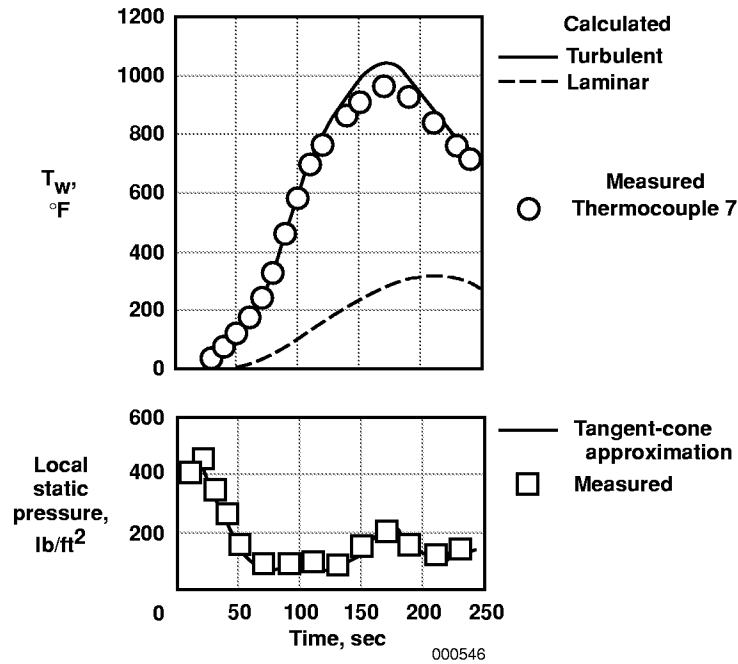 1200
1000
800
600
400
200
0
T_W,
°F
Calculated
Turbulent
Laminar
Measured
Thermocouple 7
600
400
200
0
Local
static
pressure,
lb/ft²
Tangent-cone
approximation
Measured
50 100 150 200 250
Time, sec
000546